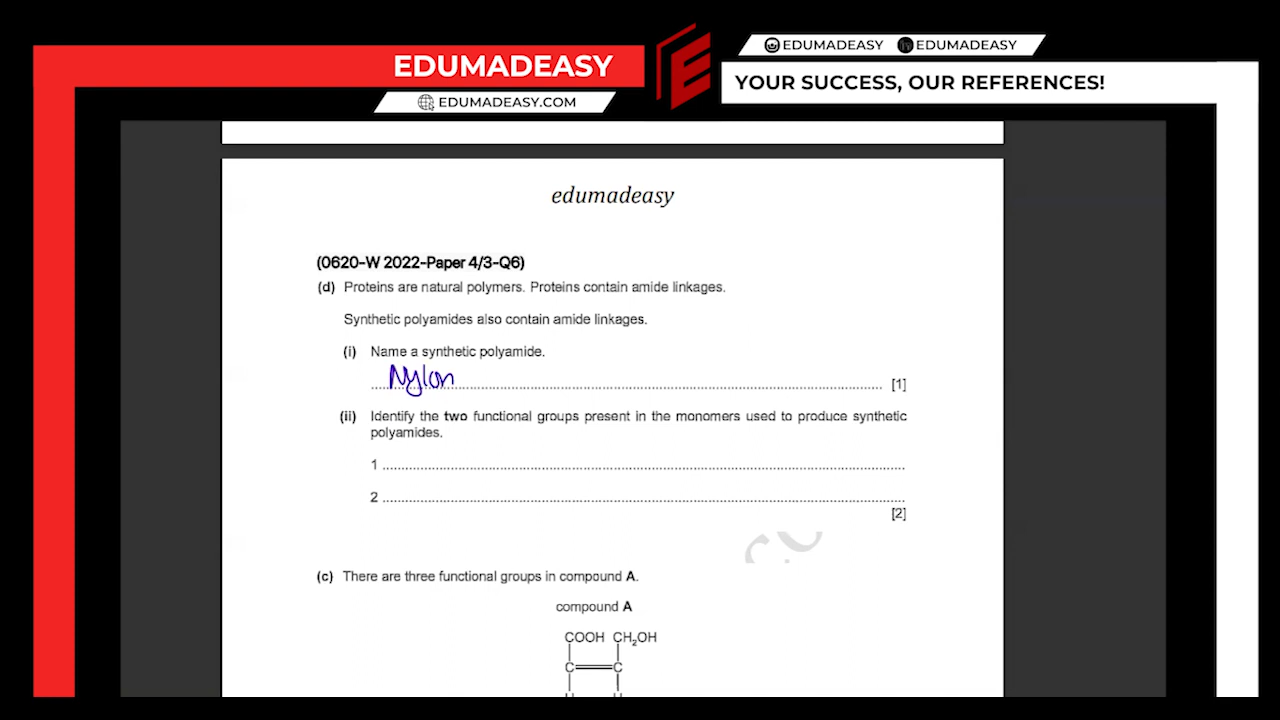 EDUMADEASY
EDUMADEASY.COM
EDUMADEASY EDUMADEASY
YOUR SUCCESS, OUR REFERENCES!
edumadeasy
(0620-W 2022-Paper 4/3-Q6)
(d) Proteins are natural polymers. Proteins contain amide linkages.
Synthetic polyamides also contain amide linkages.
(i) Name a synthetic polyamide.
Nylon [1]
(ii) Identify the two functional groups present in the monomers used to produce synthetic
polyamides.
1
2
[2]
(c) There are three functional groups in compound A.
compound A
COOH CH₂OH
C C